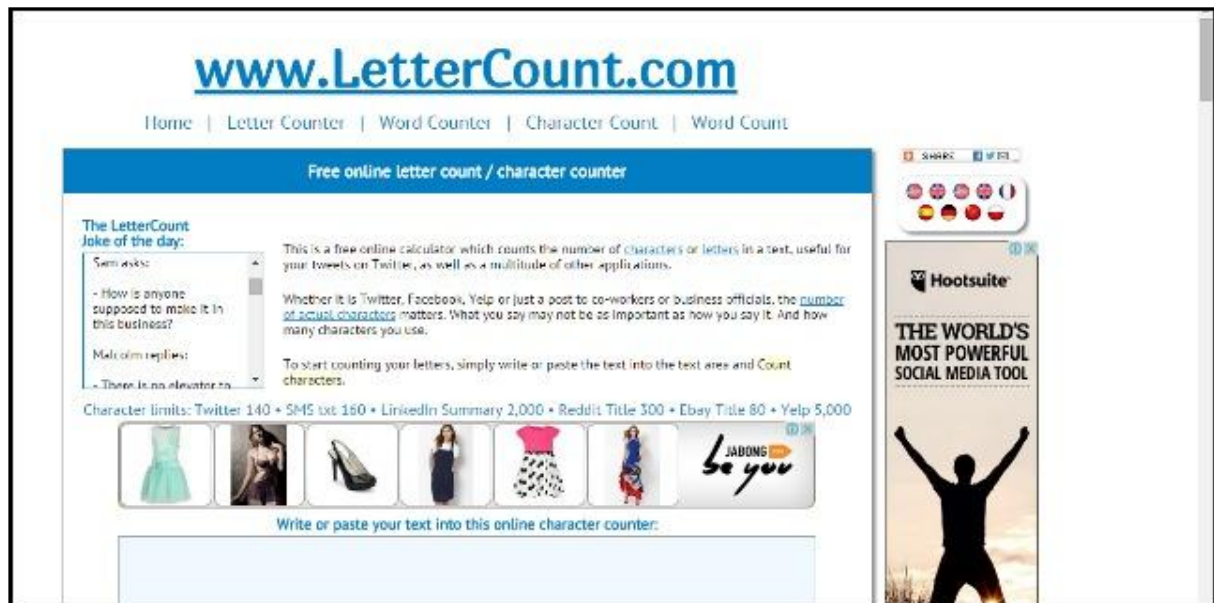 www.LetterCount.com
Home | Letter Counter | Word Counter | Character Count | Word Count
Free online letter count / character counter
SHARE
The LetterCount
Joke of the day:
Sam asks:
- How is anyone
supposed to make it in
this business?
Malcolm replies:
- There is no elevator to
This is a free online calculator which counts the number of characters or letters in a text, useful for
your tweets on Twitter, as well as a multitude of other applications.
Whether it is Twitter, Facebook, Yelp or just a post to co-workers or business officials, the number
of actual characters matters. What you say may not be as important as how you say it. And how
many characters you use.
To start counting your letters, simply write or paste the text into the text area and Count
characters.
Character limits: Twitter 140 • SMS txt 160 • LinkedIn Summary 2,000 • Reddit Title 300 • Ebay Title 80 • Yelp 5,000
JABONG
be you
Write or paste your text into this online character counter:
Hootsuite
THE WORLD'S
MOST POWERFUL
SOCIAL MEDIA TOOL